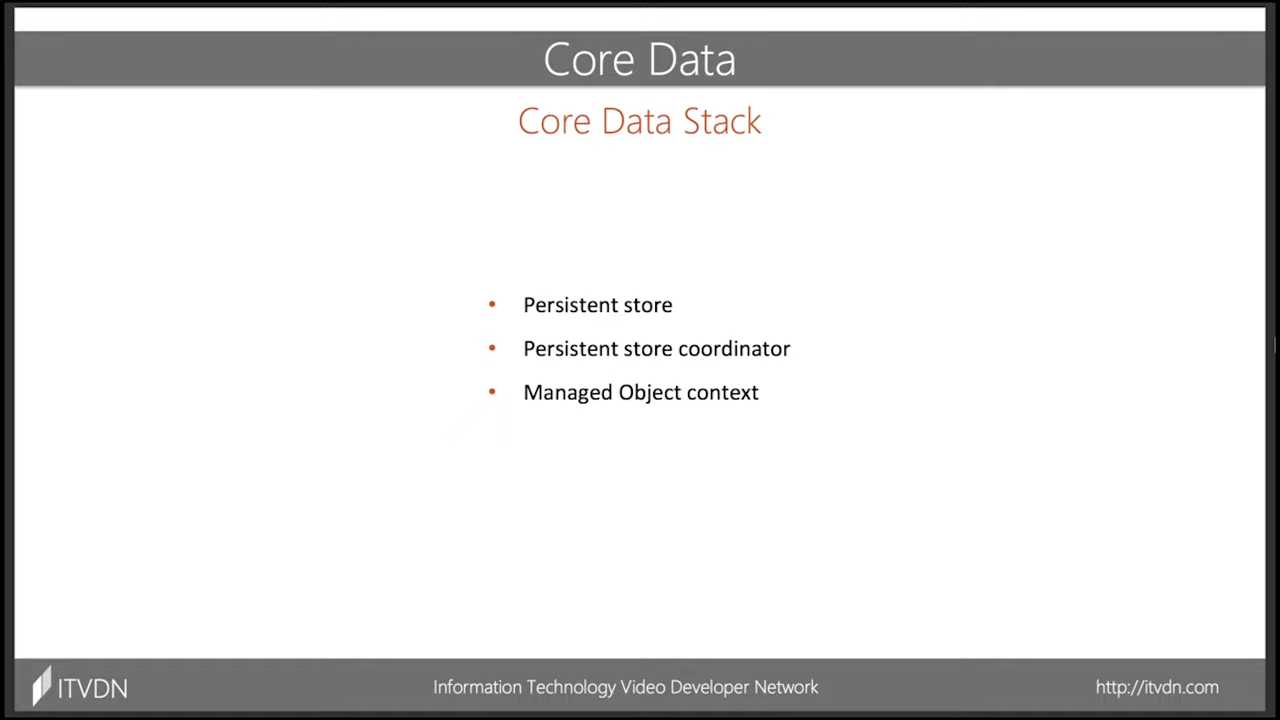 Core Data
Core Data Stack
• Persistent store
• Persistent store coordinator
• Managed Object context
ITVDN
Information Technology Video Developer Network
http://itvdn.com